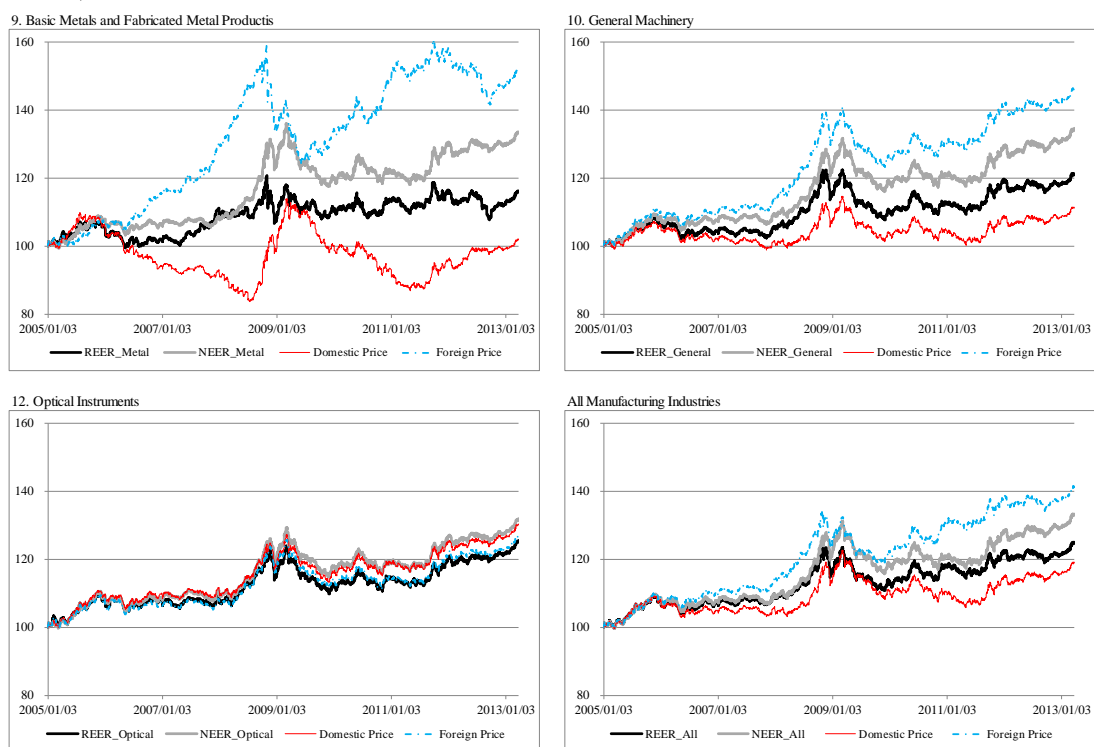 9. Basic Metals and Fabricated Metal Productis
160
140
120
100
80
2005/01/03 2007/01/03 2009/01/03 2011/01/03 2013/01/03
REER_Metal NEER_Metal Domestic Price Foreign Price
10. General Machinery
160
140
120
100
80
2005/01/03 2007/01/03 2009/01/03 2011/01/03 2013/01/03
REER_General NEER_General Domestic Price Foreign Price
12. Optical Instruments
160
140
120
100
80
2005/01/03 2007/01/03 2009/01/03 2011/01/03 2013/01/03
REER_Optical NEER_Optical Domestic Price Foreign Price
All Manufacturing Industries
160
140
120
100
80
2005/01/03 2007/01/03 2009/01/03 2011/01/03 2013/01/03
REER_All NEER_All Domestic Price Foreign Price